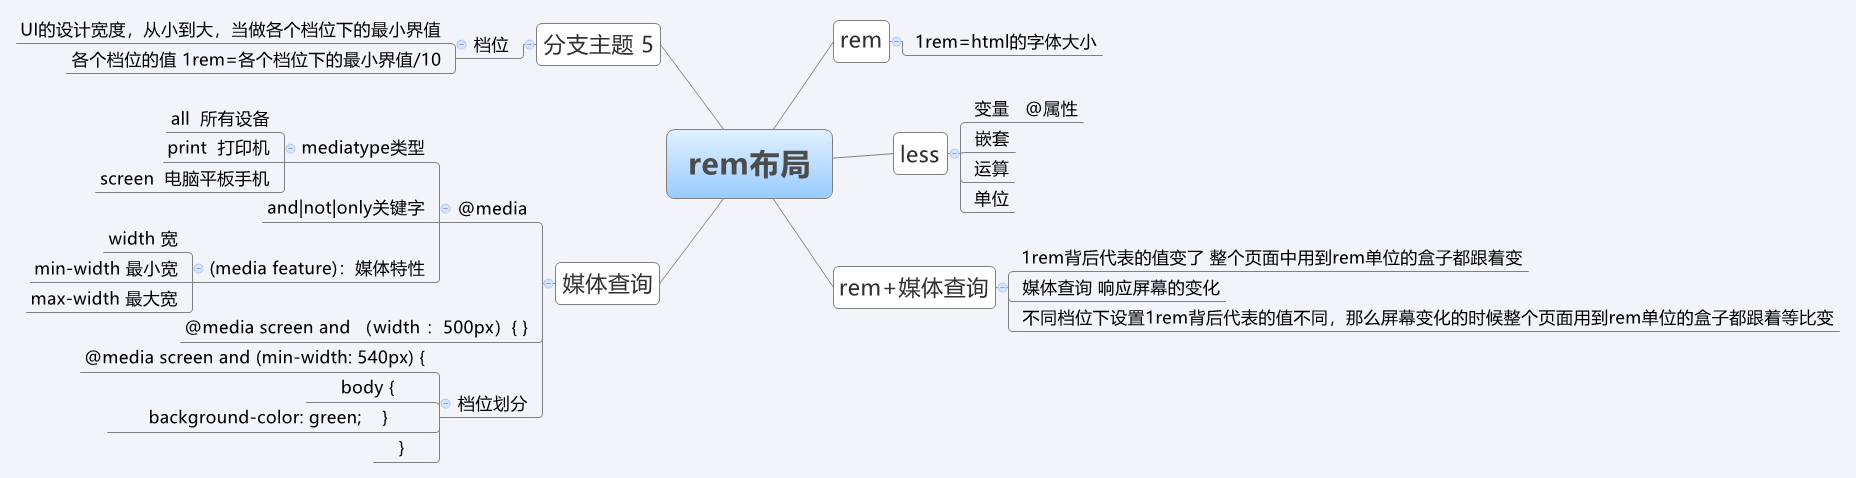 rem布局
rem
1rem=html的字体大小
less
变量 @属性
嵌套
运算
单位
rem+媒体查询
1rem背后代表的值变了 整个页面中用到rem单位的盒子都跟着变
媒体查询 响应屏幕的变化
不同档位下设置1rem背后代表的值不同，那么屏幕变化的时候整个页面用到rem单位的盒子都跟着等比变
分支主题 5
档位
UI的设计宽度，从小到大，当做各个档位下的最小界值
各个档位的值 1rem=各个档位下的最小界值/10
媒体查询
@media
mediatype类型
all 所有设备
print 打印机
screen 电脑平板手机
and|not|only关键字
(media feature)：媒体特性
width 宽
min-width 最小宽
max-width 最大宽
@media screen and （width ：500px）{ }
档位划分
@media screen and (min-width: 540px) {
body {
background-color: green; }
}